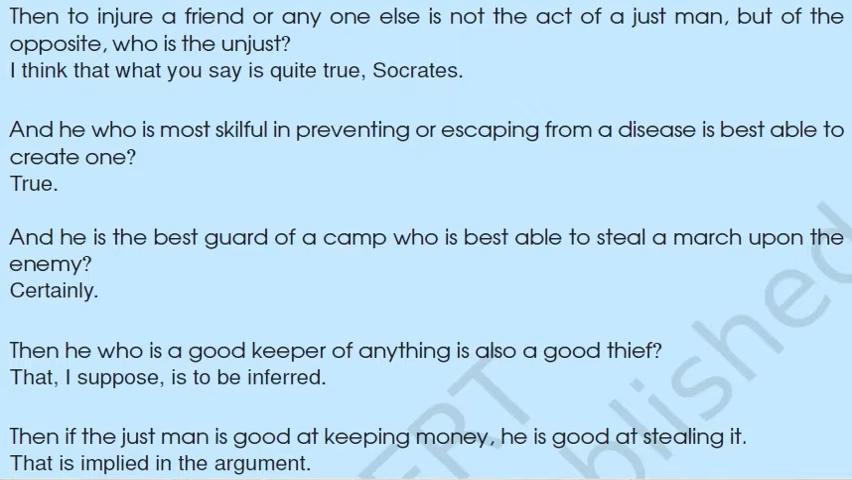 Then to injure a friend or any one else is not the act of a just man, but of the
opposite, who is the unjust?
I think that what you say is quite true, Socrates.
And he who is most skilful in preventing or escaping from a disease is best able to
create one?
True.
And he is the best guard of a camp who is best able to steal a march upon the
enemy?
Certainly.
Then he who is a good keeper of anything is also a good thief?
That, I suppose, is to be inferred.
Then if the just man is good at keeping money, he is good at stealing it.
That is implied in the argument.